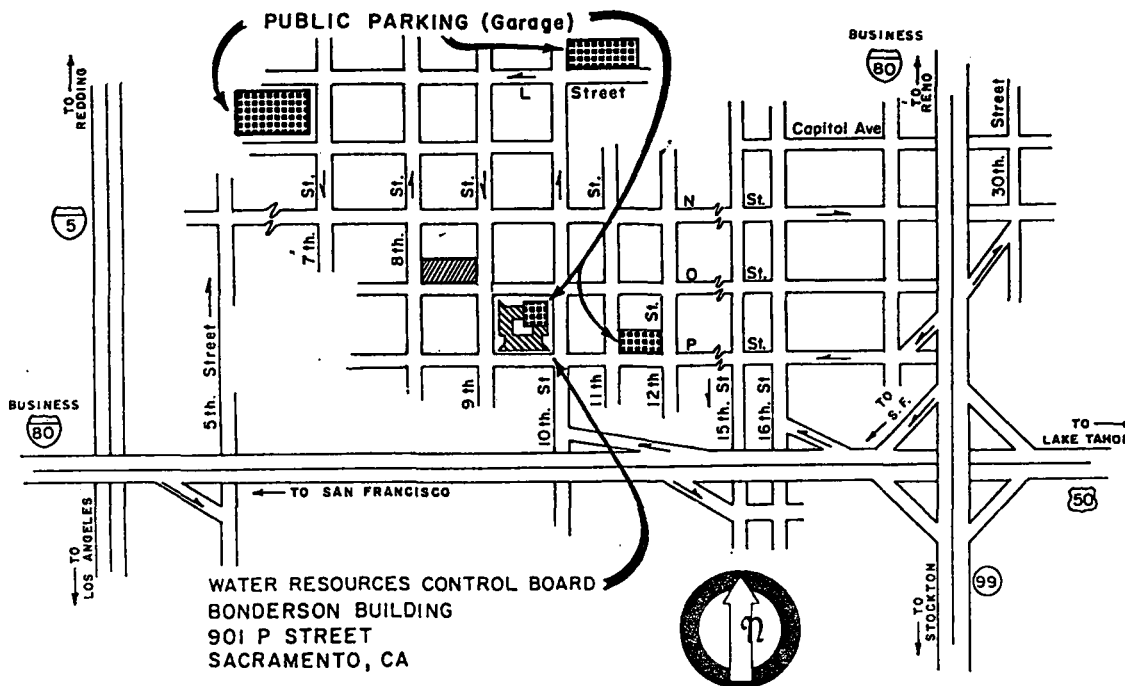 PUBLIC PARKING (Garage)
BUSINESS
80
TO REDDING
TO RENO
L Street
Capitol Ave
30th. Street
5
7th. St.
8th. St.
9th St.
10th. St
11th St.
12th St.
15th. St
16th St
N St.
O St.
P St.
5th. Street
BUSINESS
80
TO S.F.
TO LAKE TAHOE
TO SAN FRANCISCO
50
TO LOS ANGELES
99
TO STOCKTON
WATER RESOURCES CONTROL BOARD
BONDERSON BUILDING
901 P STREET
SACRAMENTO, CA
N